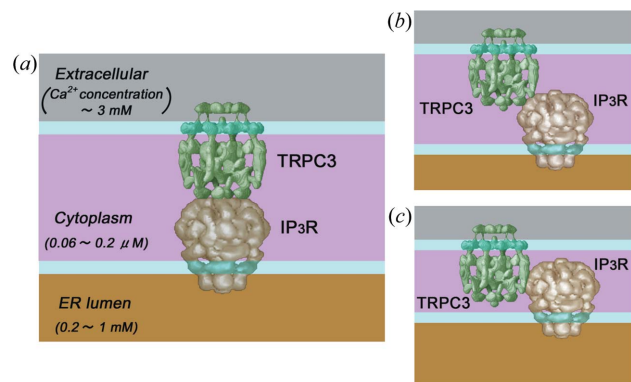 (a)
Extracellular
(Ca2+ concentration
~ 3 mM)
TRPC3
Cytoplasm
(0.06 ~ 0.2 μM)
IP3R
ER lumen
(0.2 ~ 1 mM)
(b)
TRPC3
IP3R
(c)
IP3R
TRPC3